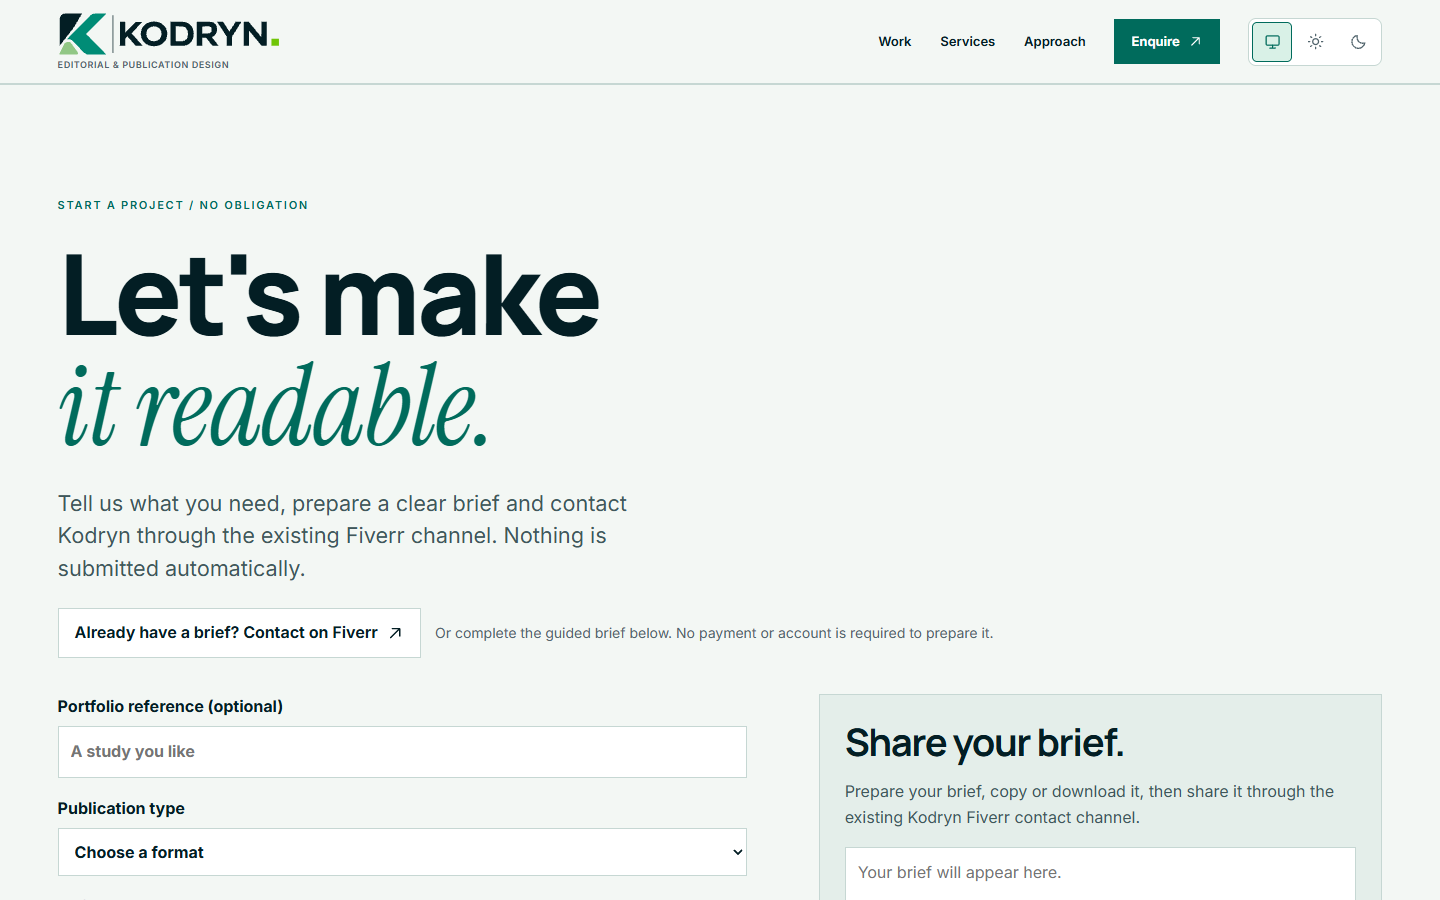 KODRYN.
EDITORIAL & PUBLICATION DESIGN
Work
Services
Approach
Enquire
START A PROJECT / NO OBLIGATION
Let's make
it readable.
Tell us what you need, prepare a clear brief and contact
Kodryn through the existing Fiverr channel. Nothing is
submitted automatically.
Already have a brief? Contact on Fiverr
Or complete the guided brief below. No payment or account is required to prepare it.
Portfolio reference (optional)
A study you like
Publication type
Choose a format
Share your brief.
Prepare your brief, copy or download it, then share it through the
existing Kodryn Fiverr contact channel.
Your brief will appear here.